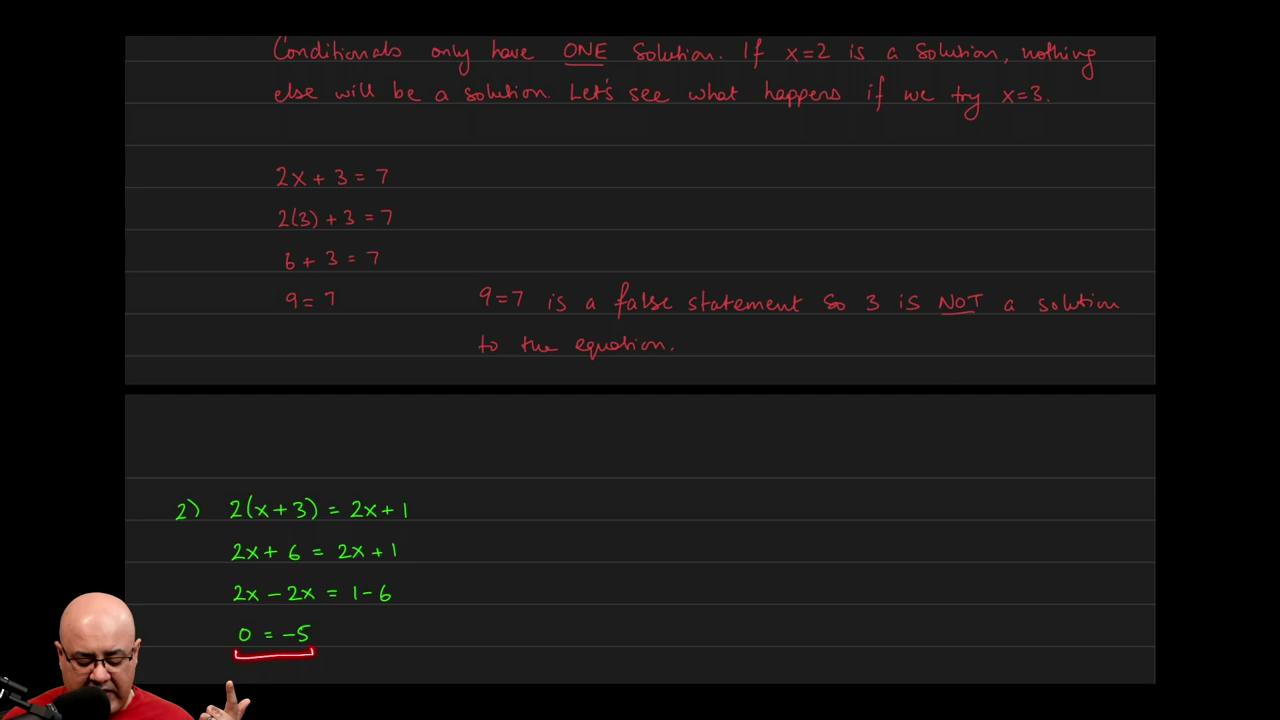 Conditionals only have ONE solution. If x=2 is a solution, nothing
else will be a solution. Let's see what happens if we try x=3.
2x + 3 = 7
2(3) + 3 = 7
6 + 3 = 7
9 = 7
9=7 is a false statement so 3 is NOT a solution
to the equation.
2) 2(x+3) = 2x+1
2x + 6 = 2x + 1
2x - 2x = 1-6
0 = -5